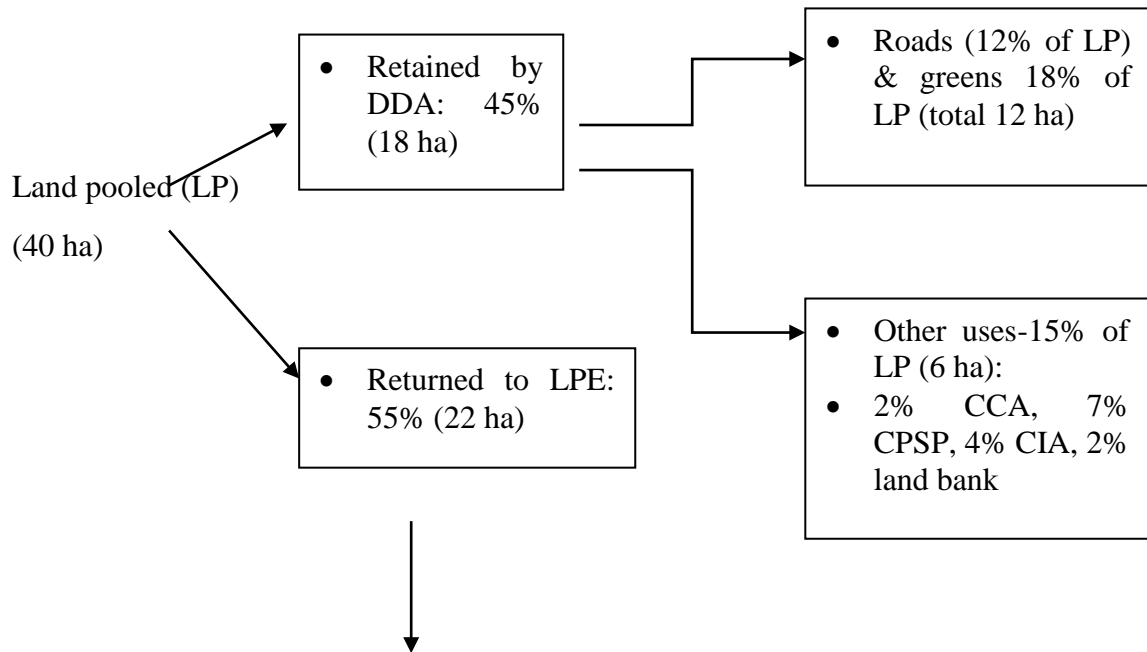 Land pooled (LP)
(40 ha)
• Retained by
DDA: 45%
(18 ha)
• Roads (12% of LP)
& greens 18% of
LP (total 12 ha)
• Other uses-15% of
LP (6 ha):
• 2% CCA, 7%
CPSP, 4% CIA, 2%
land bank
• Returned to LPE:
55% (22 ha)